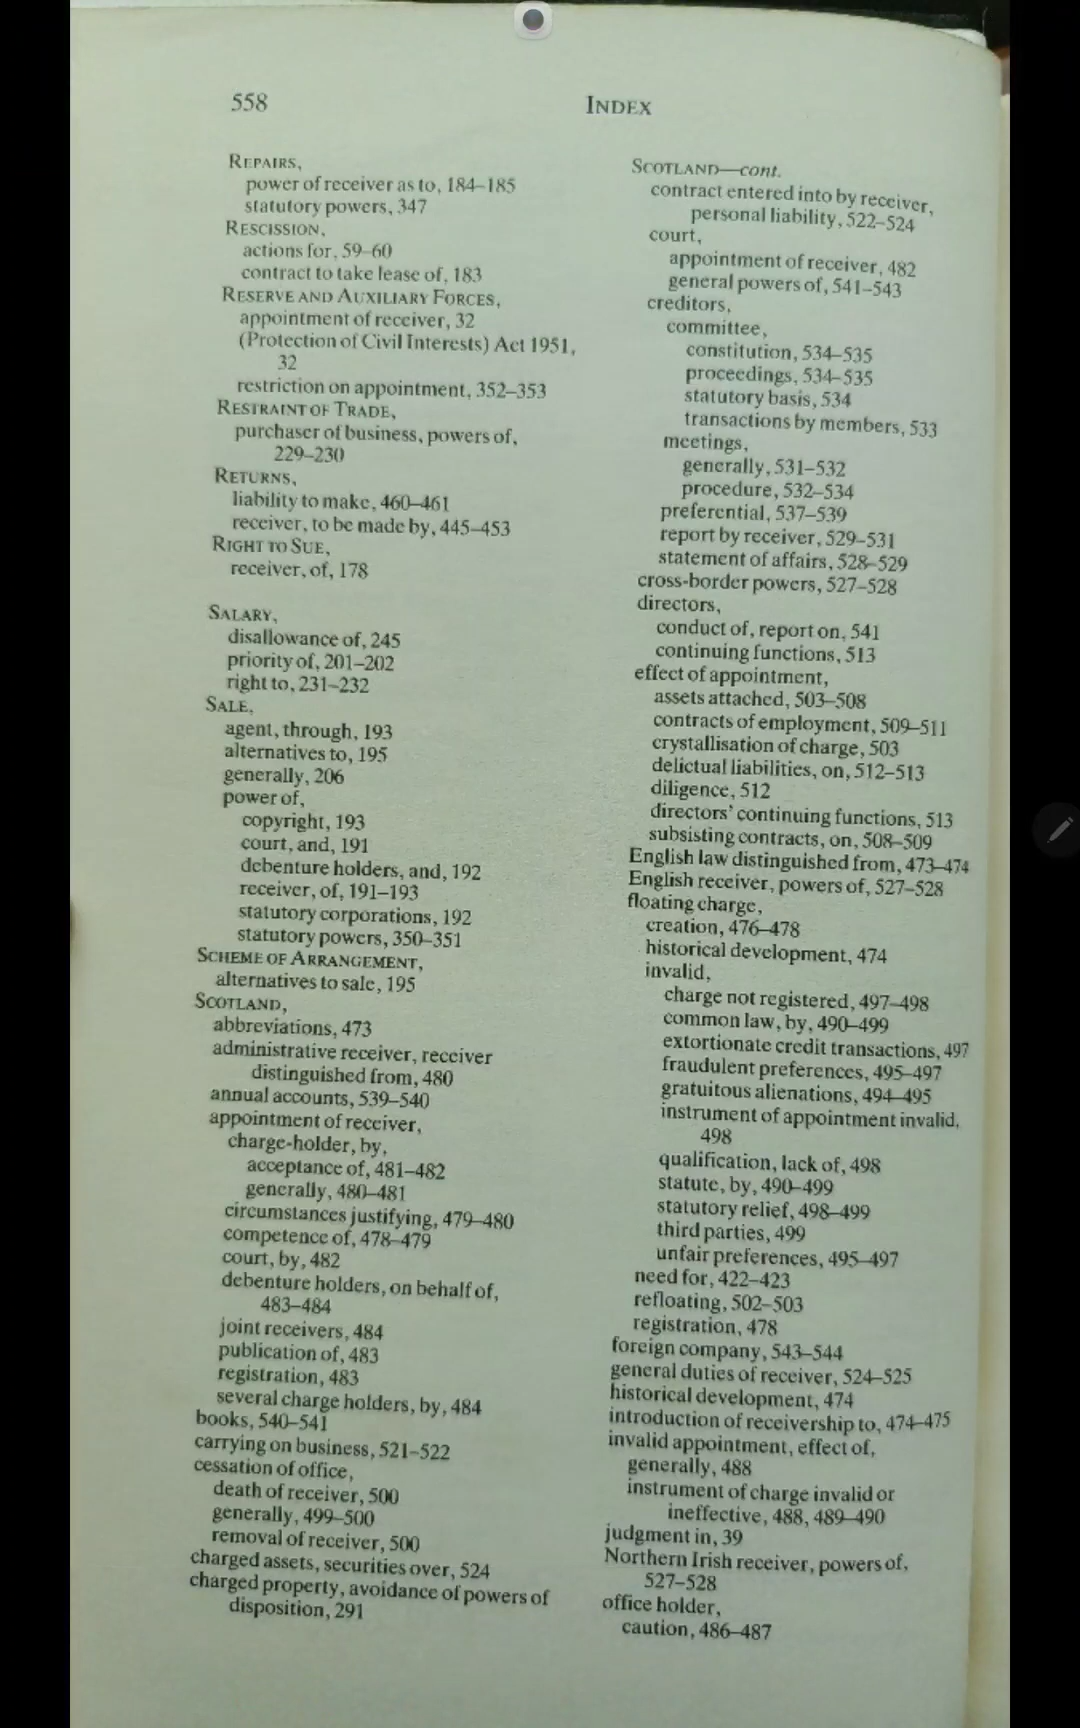 558
INDEX
REPAIRS,
power of receiver as to, 184–185
statutory powers, 347
RESCISSION,
actions for, 59–60
contract to take lease of, 183
RESERVE AND AUXILIARY FORCES,
appointment of receiver, 32
(Protection of Civil Interests) Act 1951,
32
restriction on appointment, 352–353
RESTRAINT OF TRADE,
purchaser of business, powers of,
229–230
RETURNS,
liability to make, 460–461
receiver, to be made by, 445–453
RIGHT TO SUE,
receiver, of, 178
SALARY,
disallowance of, 245
priority of, 201–202
right to, 231–232
SALE,
agent, through, 193
alternatives to, 195
generally, 206
power of,
copyright, 193
court, and, 191
debenture holders, and, 192
receiver, of, 191–193
statutory corporations, 192
statutory powers, 350–351
SCHEME OF ARRANGEMENT,
alternatives to sale, 195
SCOTLAND,
abbreviations, 473
administrative receiver, receiver
distinguished from, 480
annual accounts, 539–540
appointment of receiver,
charge-holder, by,
acceptance of, 481–482
generally, 480–481
circumstances justifying, 479–480
competence of, 478–479
court, by, 482
debenture holders, on behalf of,
483–484
joint receivers, 484
publication of, 483
registration, 483
several charge holders, by, 484
books, 540–541
carrying on business, 521–522
cessation of office,
death of receiver, 500
generally, 499–500
removal of receiver, 500
charged assets, securities over, 524
charged property, avoidance of powers of
disposition, 291
SCOTLAND—cont.
contract entered into by receiver,
personal liability, 522–524
court,
appointment of receiver, 482
general powers of, 541–543
creditors,
committee,
constitution, 534–535
proceedings, 534–535
statutory basis, 534
transactions by members, 533
meetings,
generally, 531–532
procedure, 532–534
preferential, 537–539
report by receiver, 529–531
statement of affairs, 528–529
cross-border powers, 527–528
directors,
conduct of, report on, 541
continuing functions, 513
effect of appointment,
assets attached, 503–508
contracts of employment, 509–511
crystallisation of charge, 503
delictual liabilities, on, 512–513
diligence, 512
directors' continuing functions, 513
subsisting contracts, on, 508–509
English law distinguished from, 473–474
English receiver, powers of, 527–528
floating charge,
creation, 476–478
historical development, 474
invalid,
charge not registered, 497–498
common law, by, 490–499
extortionate credit transactions, 497
fraudulent preferences, 495–497
gratuitous alienations, 494–495
instrument of appointment invalid,
498
qualification, lack of, 498
statute, by, 490–499
statutory relief, 498–499
third parties, 499
unfair preferences, 495–497
need for, 422–423
refloating, 502–503
registration, 478
foreign company, 543–544
general duties of receiver, 524–525
historical development, 474
introduction of receivership to, 474–475
invalid appointment, effect of,
generally, 488
instrument of charge invalid or
ineffective, 488, 489–490
judgment in, 39
Northern Irish receiver, powers of,
527–528
office holder,
caution, 486–487